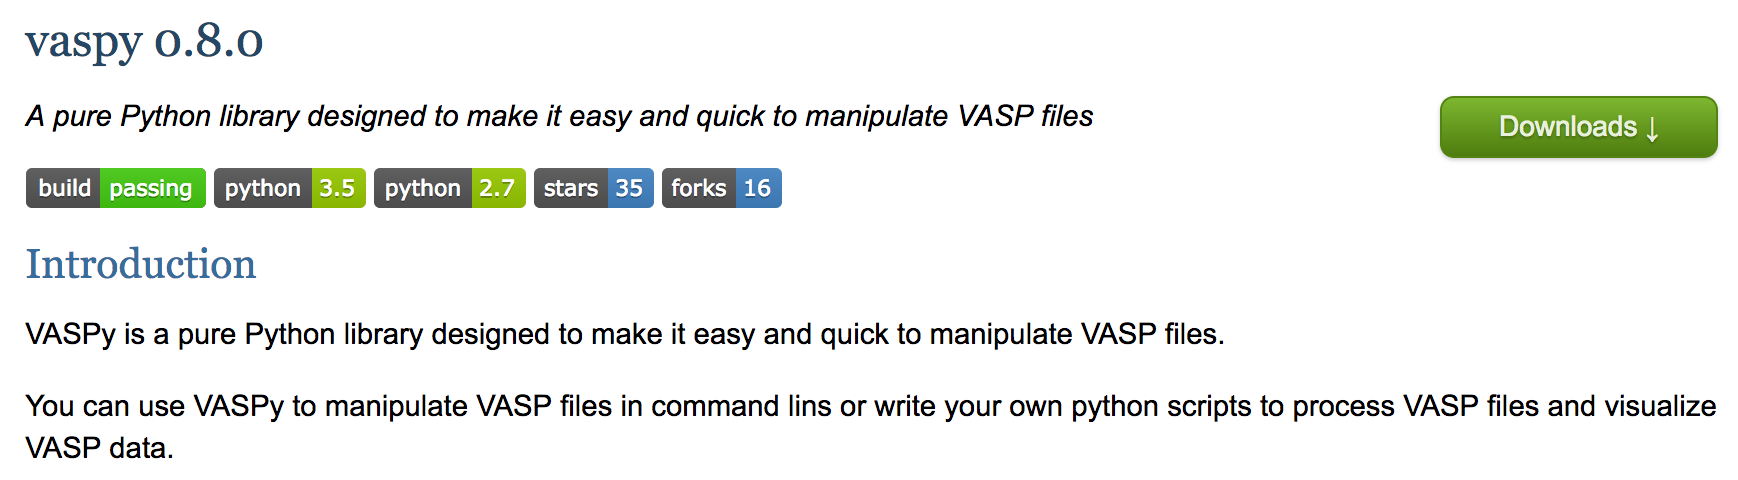 vaspy 0.8.0
A pure Python library designed to make it easy and quick to manipulate VASP files
Downloads ↓
build passing python 3.5 python 2.7 stars 35 forks 16
Introduction
VASPy is a pure Python library designed to make it easy and quick to manipulate VASP files.
You can use VASPy to manipulate VASP files in command lins or write your own python scripts to process VASP files and visualize
VASP data.